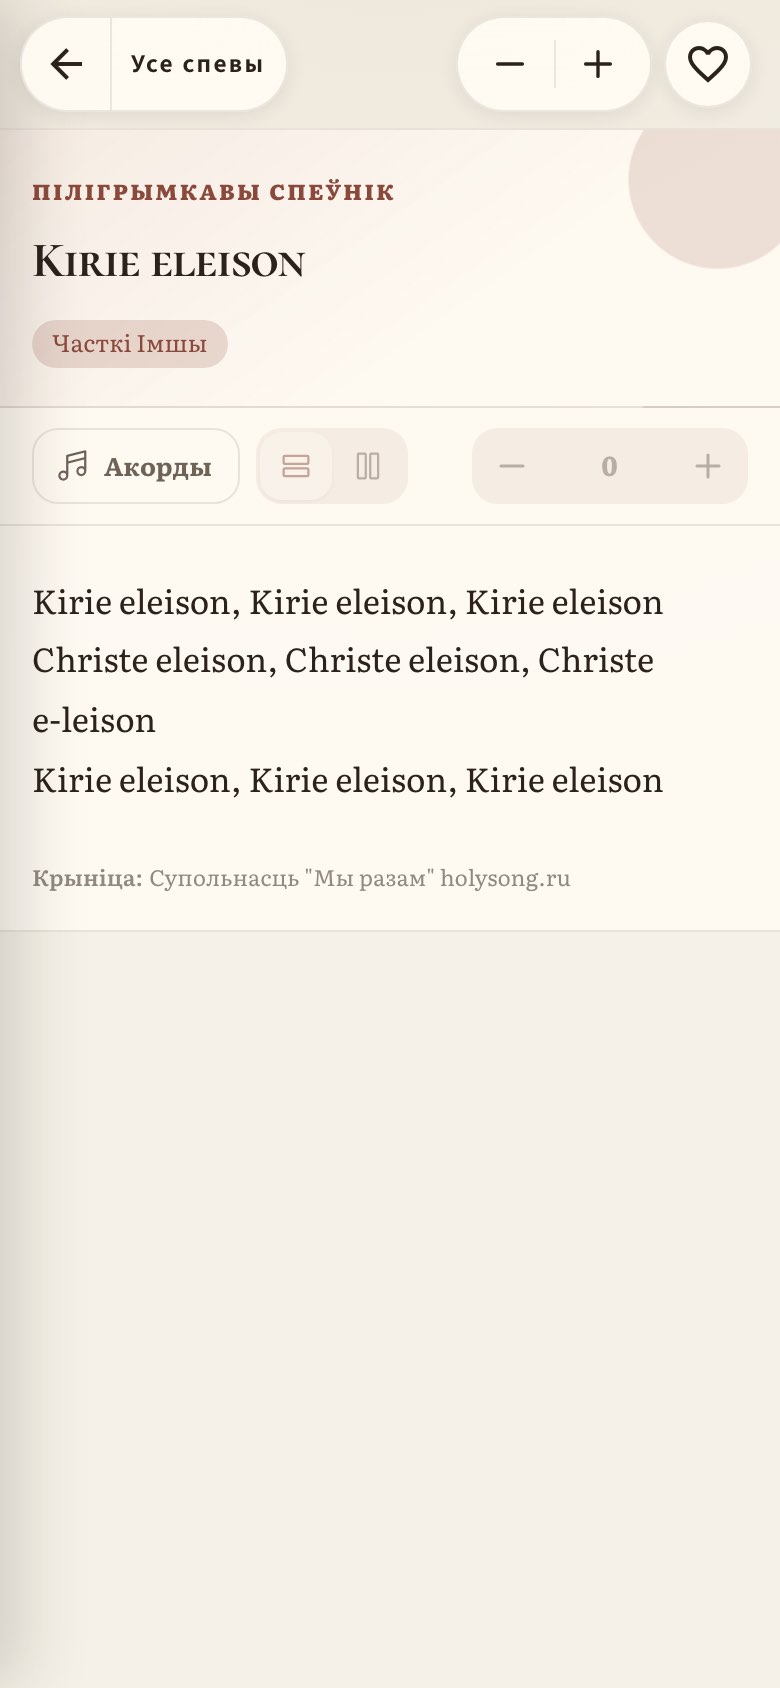 Усе спевы
ПІЛІГРЫМКАВЫ СПЕЎНІК
Kirie eleison
Часткі Імшы
Акорды
0
Kirie eleison, Kirie eleison, Kirie eleison
Christe eleison, Christe eleison, Christe
e-leison
Kirie eleison, Kirie eleison, Kirie eleison
Крыніца: Супольнасць "Мы разам" holysong.ru